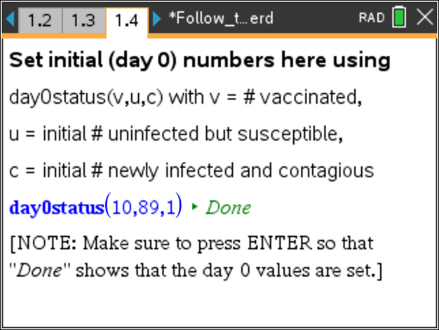 1.2 1.3 1.4 *Follow_t...erd RAD
Set initial (day 0) numbers here using
day0status(v,u,c) with v = # vaccinated,
u = initial # uninfected but susceptible,
c = initial # newly infected and contagious
day0status(10,89,1) ▸ Done
[NOTE: Make sure to press ENTER so that
"Done" shows that the day 0 values are set.]